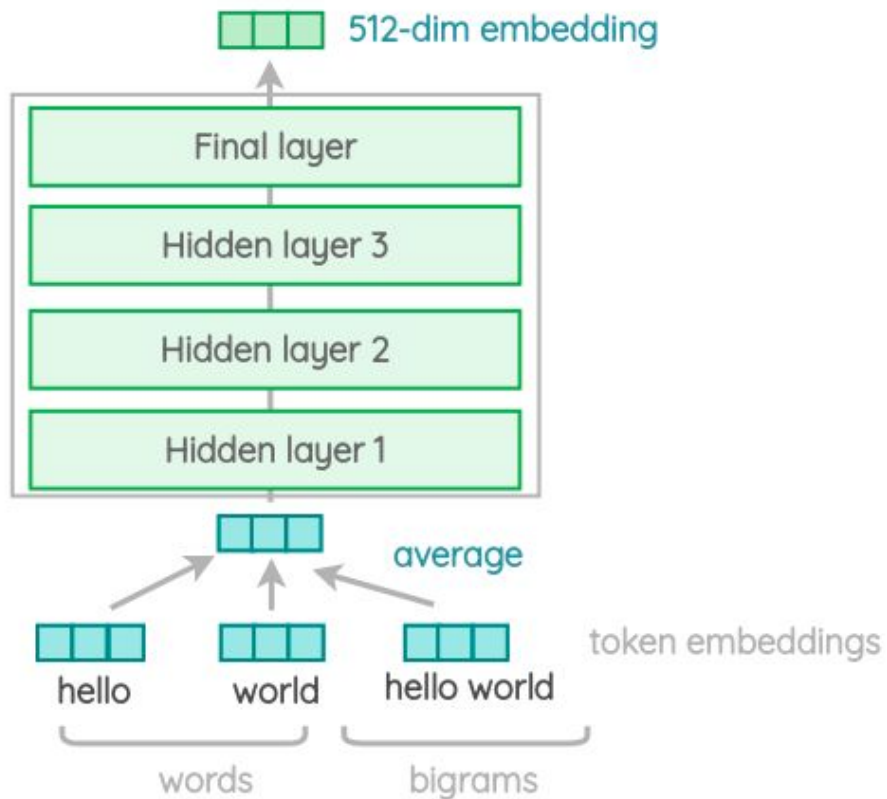 512-dim embedding
Final layer
Hidden layer 3
Hidden layer 2
Hidden layer 1
average
token embeddings
hello world hello world
words bigrams